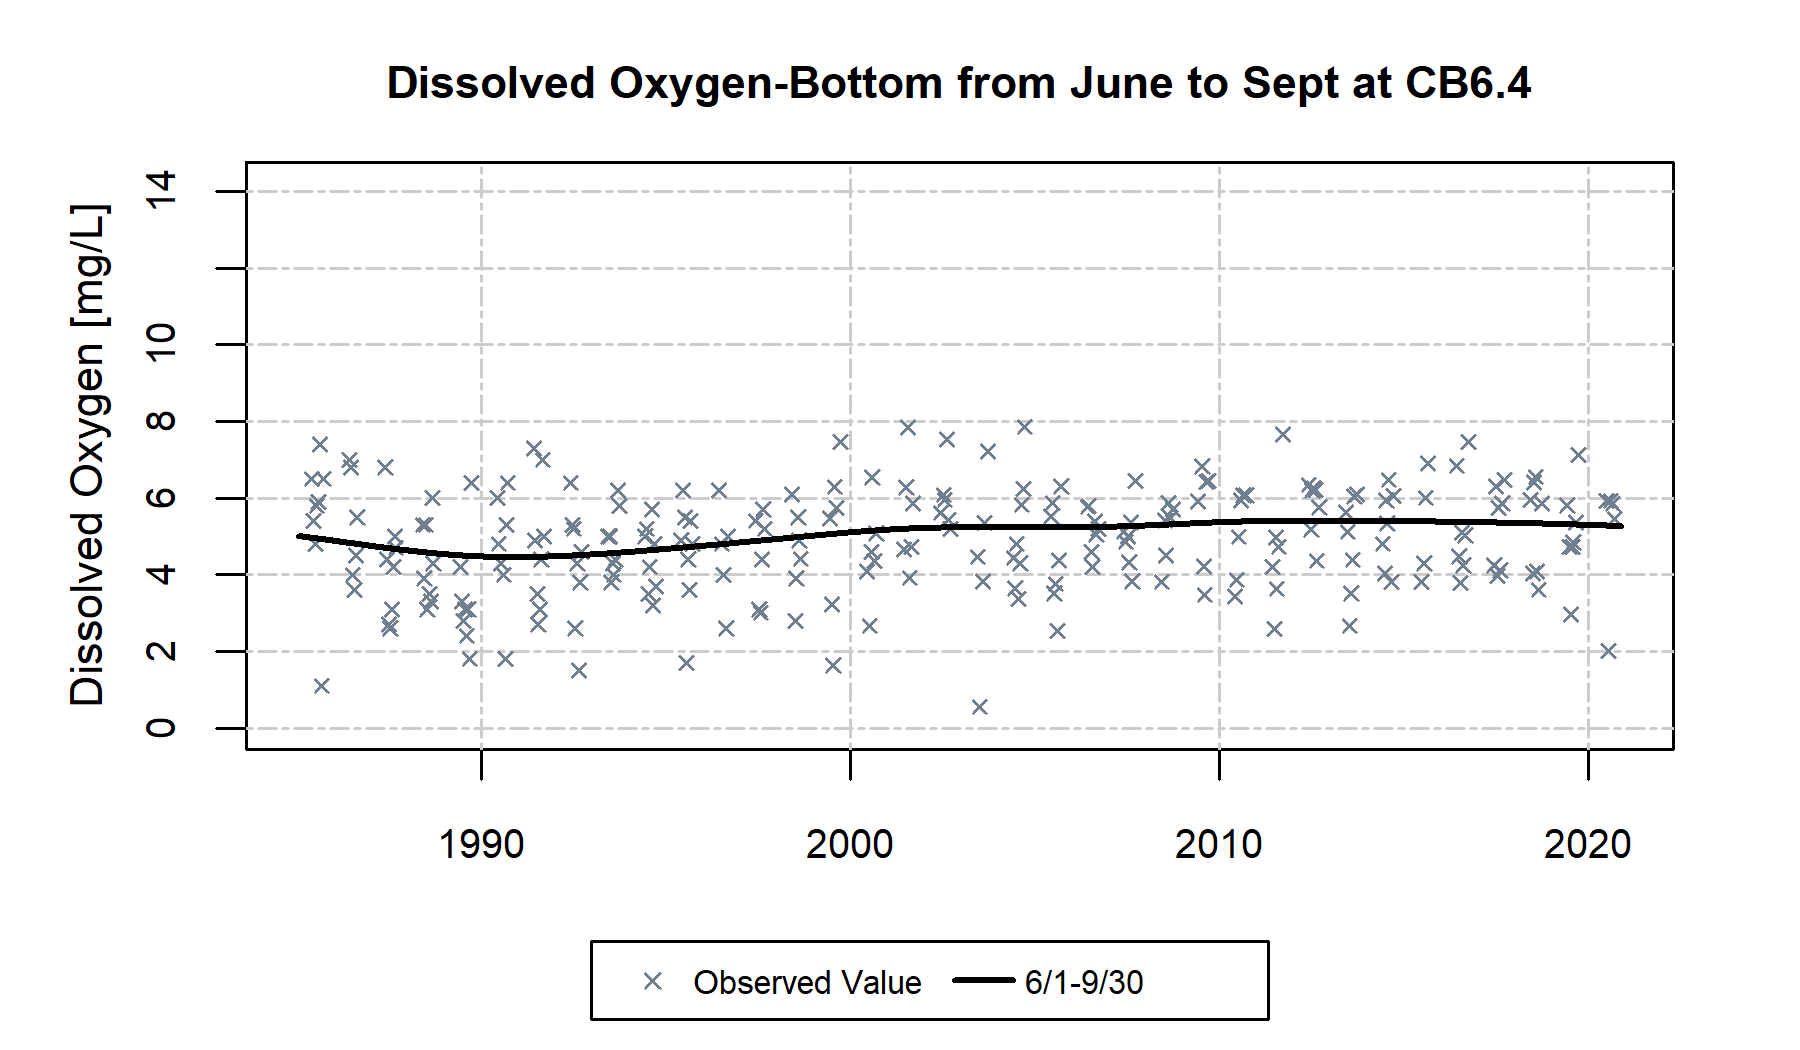 Dissolved Oxygen-Bottom from June to Sept at CB6.4
Dissolved Oxygen [mg/L]
14
10
8
6
4
2
0
1990 2000 2010 2020
Observed Value 6/1-9/30